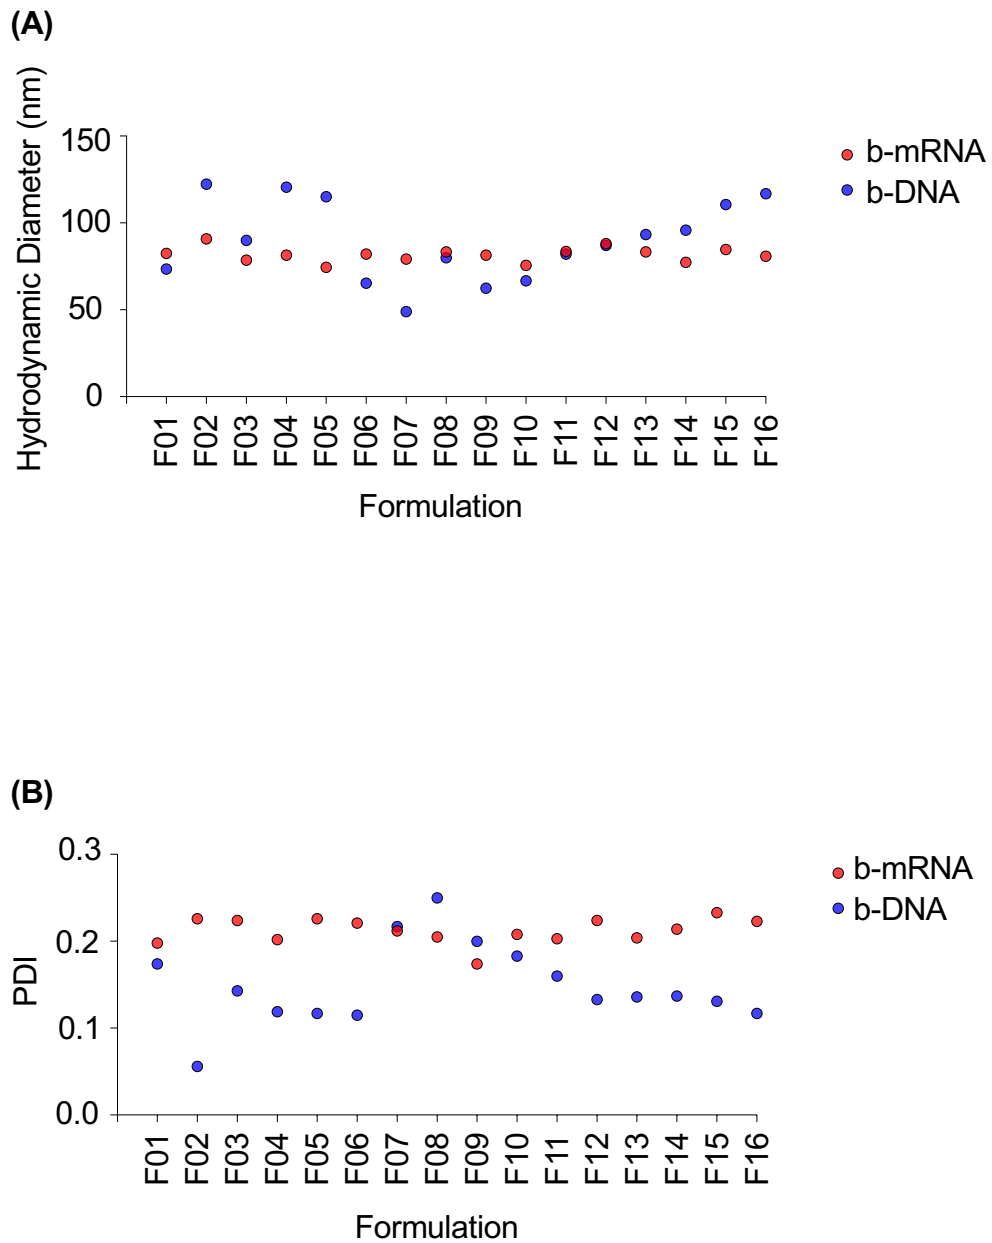 (A)
Hydrodynamic Diameter (nm)
150
100
50
0
F01 F02 F03 F04 F05 F06 F07 F08 F09 F10 F11 F12 F13 F14 F15 F16
Formulation
b-mRNA
b-DNA
(B)
PDI
0.3
0.2
0.1
0.0
F01 F02 F03 F04 F05 F06 F07 F08 F09 F10 F11 F12 F13 F14 F15 F16
Formulation
b-mRNA
b-DNA